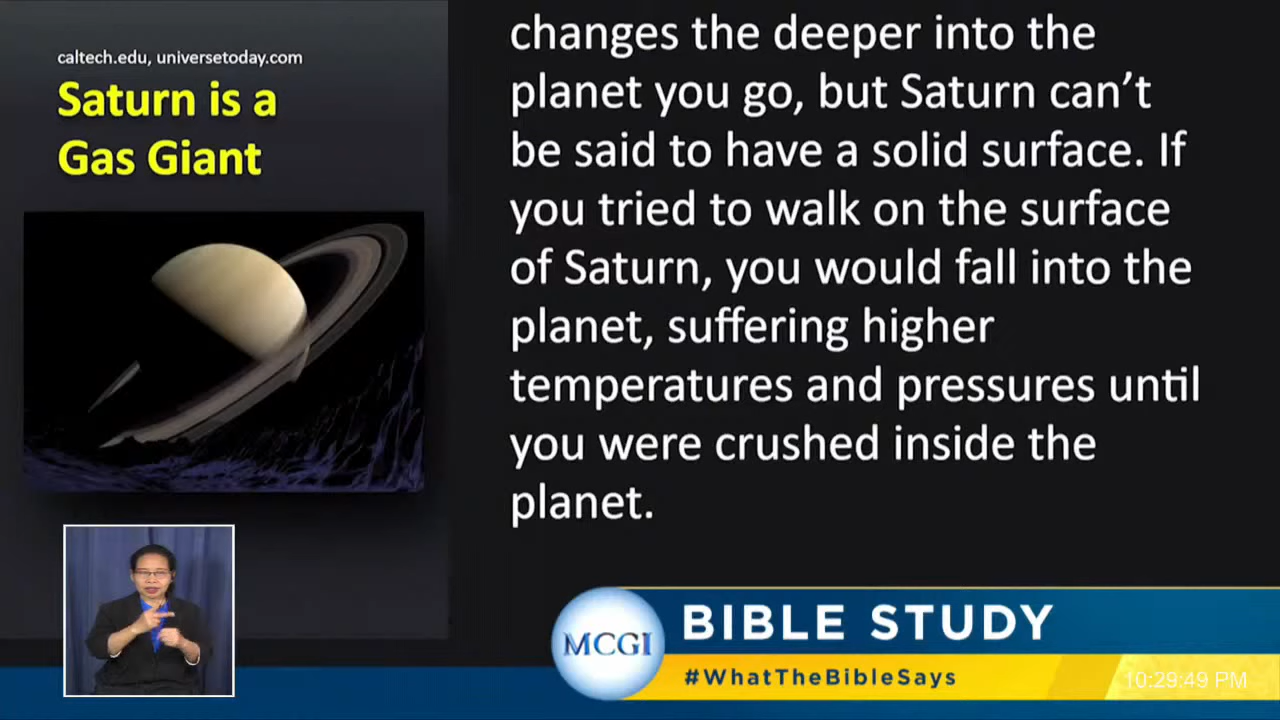 caltech.edu, universetoday.com
Saturn is a
Gas Giant
changes the deeper into the
planet you go, but Saturn can’t
be said to have a solid surface. If
you tried to walk on the surface
of Saturn, you would fall into the
planet, suffering higher
temperatures and pressures until
you were crushed inside the
planet.
MCGI
BIBLE STUDY
#WhatTheBibleSays
10:29:49 PM